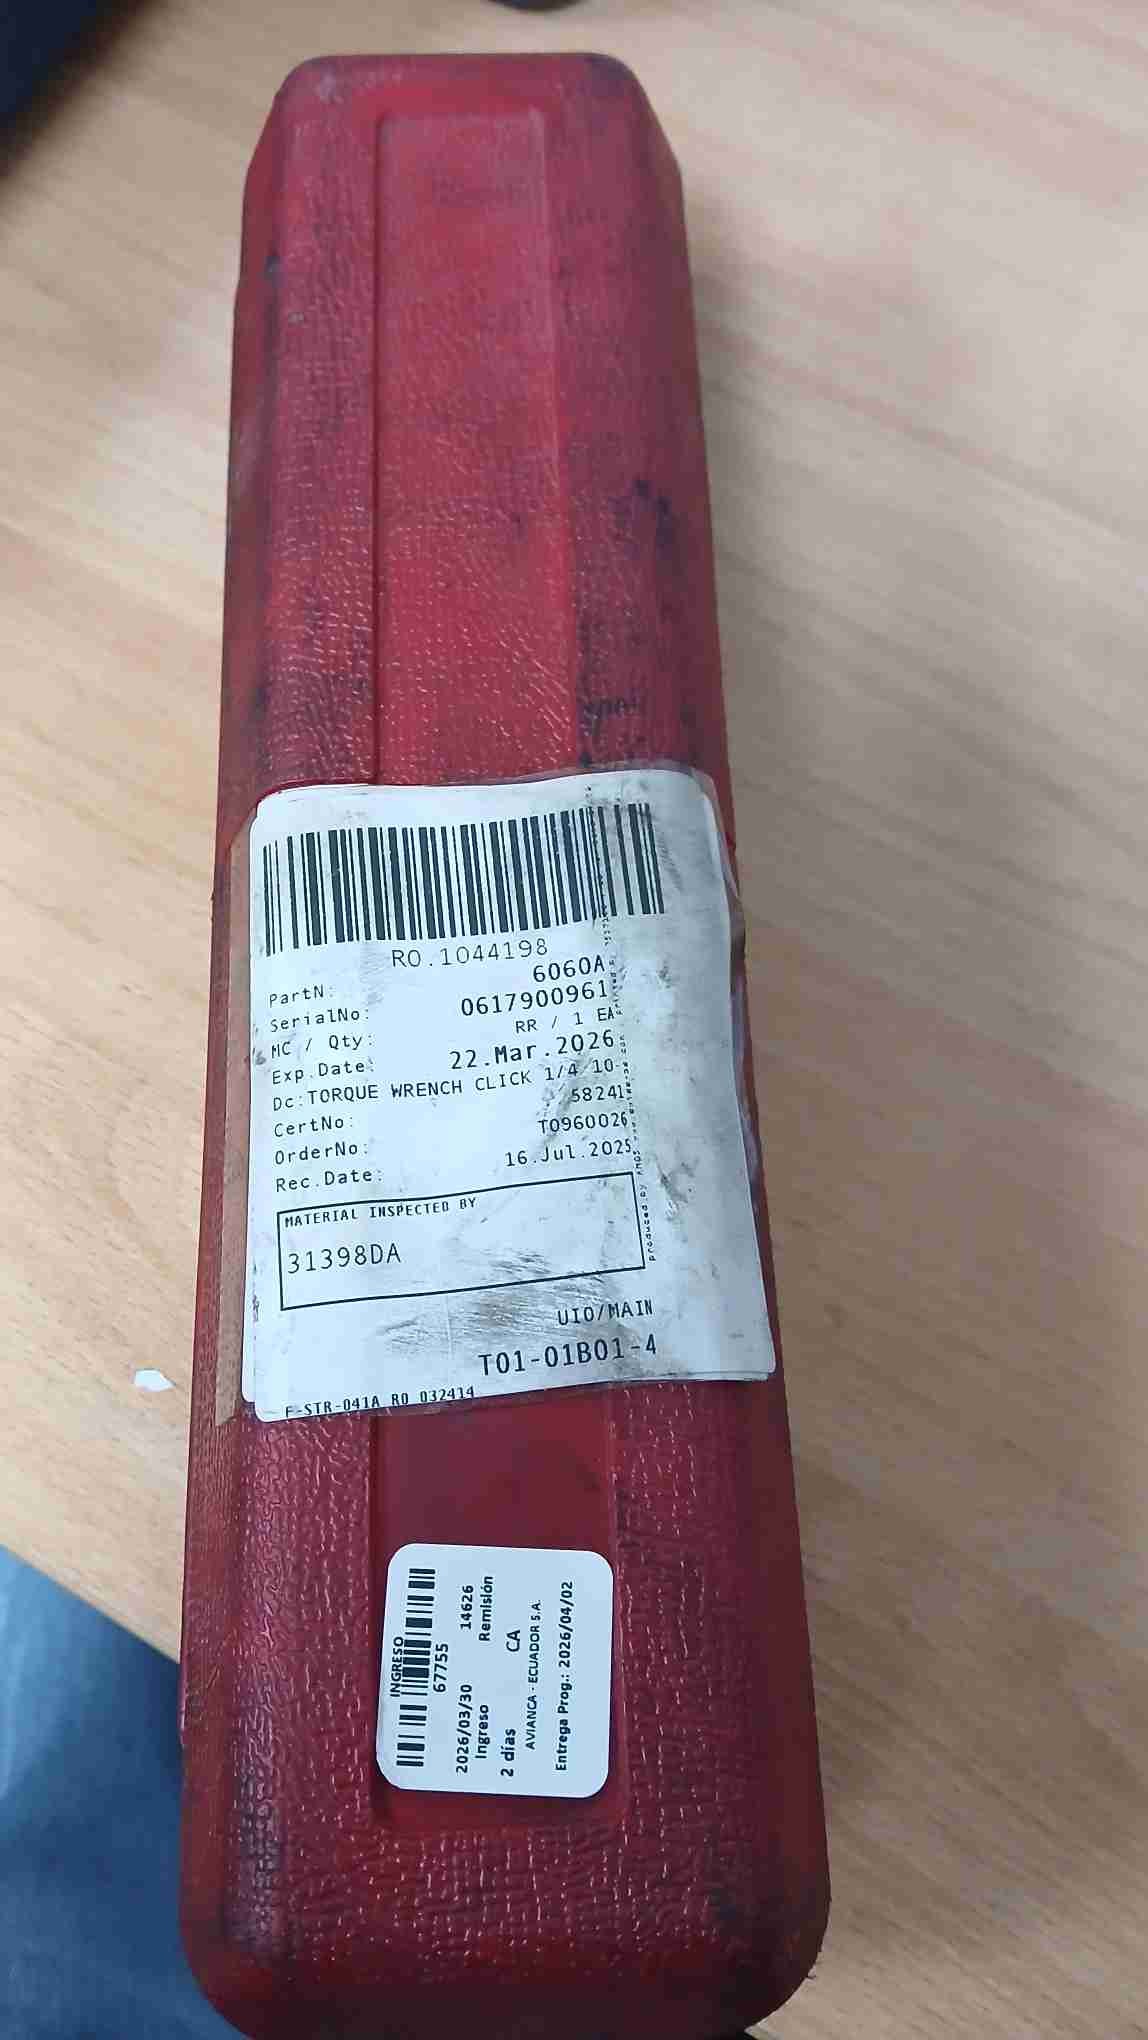 RO.1044198
PartN: 6060A
SerialNo: 0617900961
MC / Qty: RR / 1 EA
Exp.Date: 22.Mar.2026
Dc:TORQUE WRENCH CLICK 1/4 10-
CertNo: 58241
OrderNo: T0960026
Rec.Date: 16.Jul.2025
MATERIAL INSPECTED BY
31398DA
UIO/MAIN
T01-01B01-4
F-STR-041A R0 032414
produced by AMOS
INGRESO
67755
2026/03/30 14626
Ingreso Remisión
2 días CA
AVIANCA - ECUADOR S.A.
Entrega Prog.: 2026/04/02